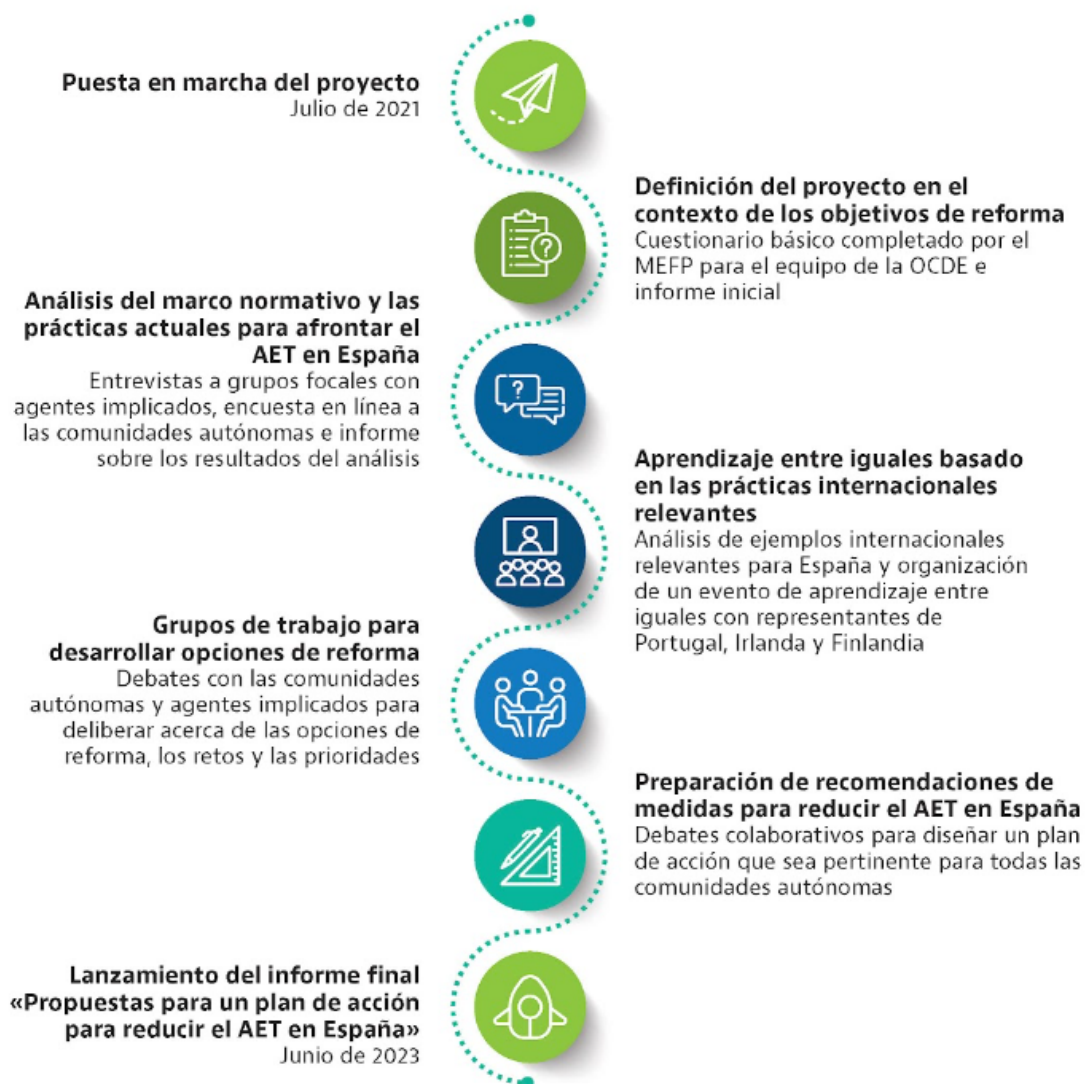 Puesta en marcha del proyecto
Julio de 2021
Definición del proyecto en el
contexto de los objetivos de reforma
Cuestionario básico completado por el
MEFP para el equipo de la OCDE e
informe inicial
Análisis del marco normativo y las
prácticas actuales para afrontar el
AET en España
Entrevistas a grupos focales con
agentes implicados, encuesta en línea a
las comunidades autónomas e informe
sobre los resultados del análisis
Aprendizaje entre iguales basado
en las prácticas internacionales
relevantes
Análisis de ejemplos internacionales
relevantes para España y organización
de un evento de aprendizaje entre
iguales con representantes de
Portugal, Irlanda y Finlandia
Grupos de trabajo para
desarrollar opciones de reforma
Debates con las comunidades
autónomas y agentes implicados para
deliberar acerca de las opciones de
reforma, los retos y las prioridades
Preparación de recomendaciones de
medidas para reducir el AET en España
Debates colaborativos para diseñar un plan
de acción que sea pertinente para todas las
comunidades autónomas
Lanzamiento del informe final
«Propuestas para un plan de acción
para reducir el AET en España»
Junio de 2023